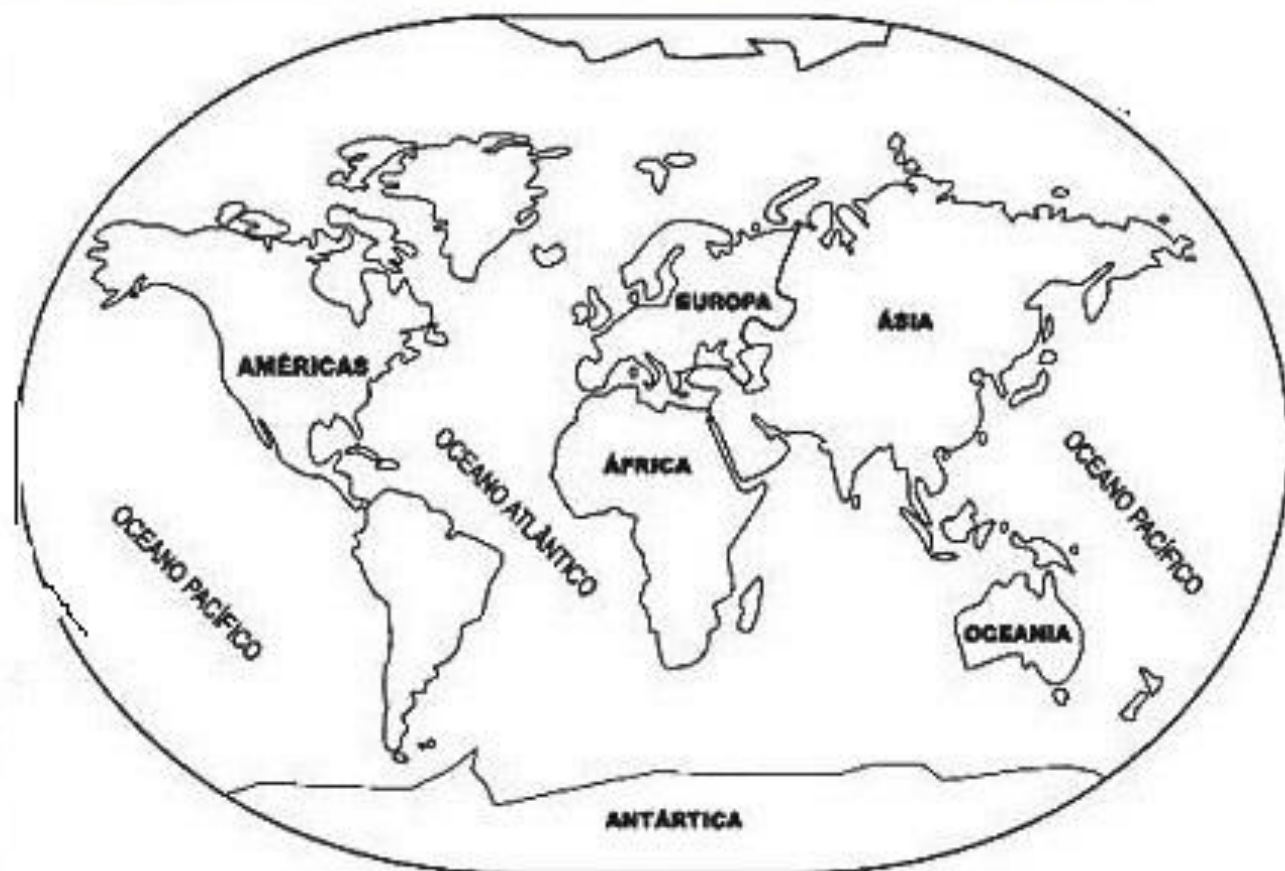 EUROPA
ÁSIA
AMÉRICAS
OCEANO ATLÂNTICO
ÁFRICA
OCEANO PACÍFICO
OCEANO PACÍFICO
OCEANIA
ANTÁRTICA